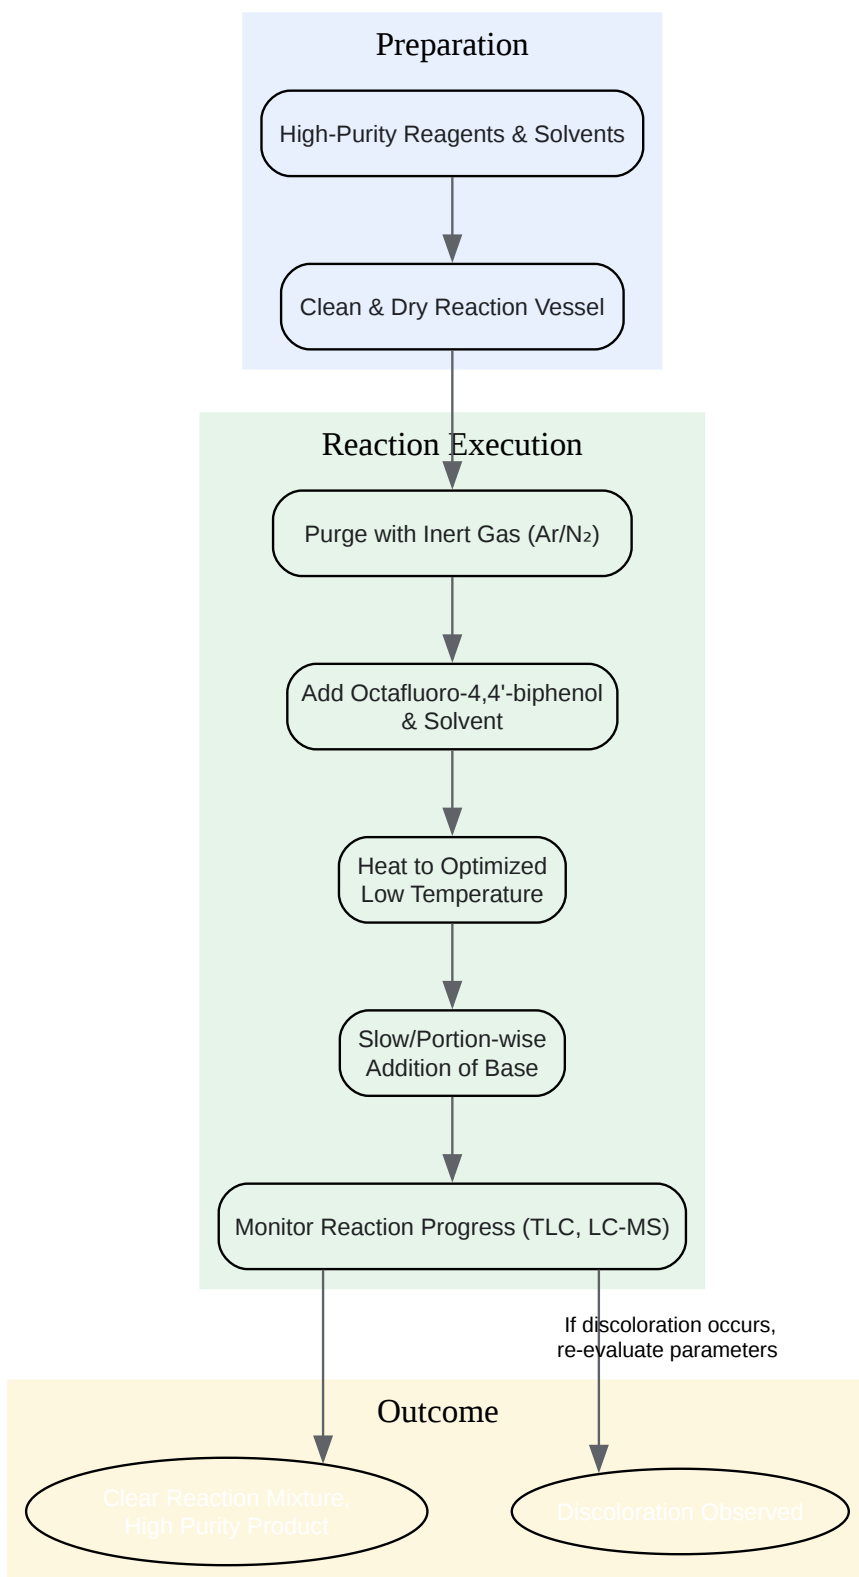 Preparation
High-Purity Reagents & Solvents
Clean & Dry Reaction Vessel
Reaction Execution
Purge with Inert Gas (Ar/N₂)
Add Octafluoro-4,4'-biphenol
& Solvent
Heat to Optimized
Low Temperature
Slow/Portion-wise
Addition of Base
Monitor Reaction Progress (TLC, LC-MS)
If discoloration occurs,
re-evaluate parameters
Outcome
Clear Reaction Mixture,
High Purity Product
Discoloration Observed